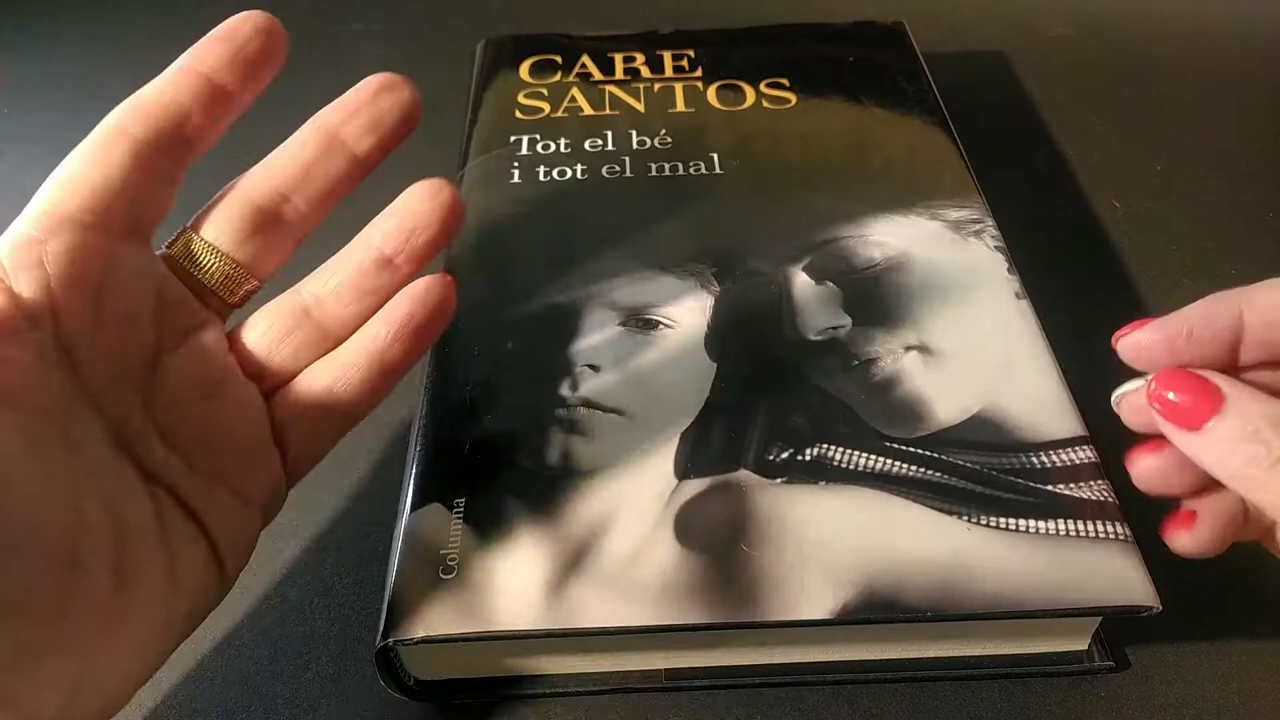 CARE
SANTOS
Tot el bé
i tot el mal
Columna